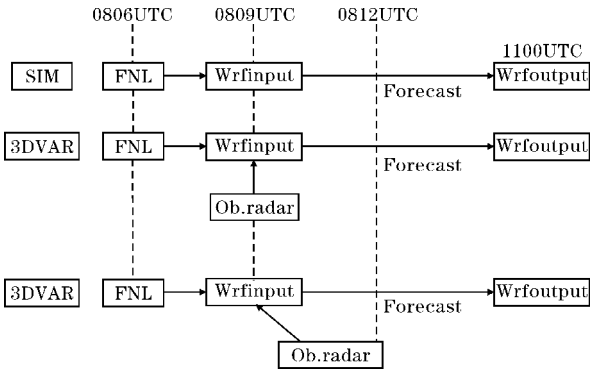 0806UTC 0809UTC 0812UTC
1100UTC
SIM FNL Wrfinput Wrfoutput
Forecast
3DVAR FNL Wrfinput Wrfoutput
Forecast
Ob.radar
3DVAR FNL Wrfinput Wrfoutput
Forecast
Ob.radar